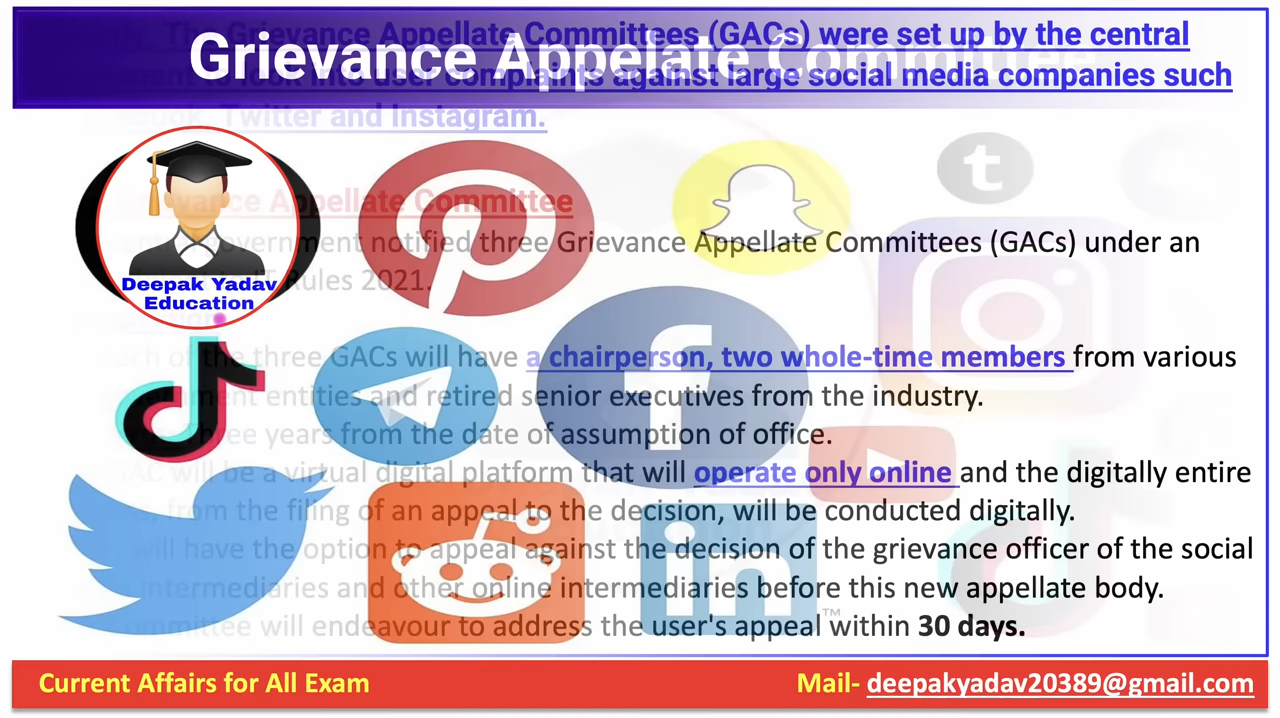 The Grievance Appellate Committees (GACs) were set up by the central
Grievance Appelate Committee
look into user complaints against large social media companies such
Twitter and Instagram.
Appellate Committee
notified three Grievance Appellate Committees (GACs) under an
Rules 2021.
Deepak Yadav
Education
of the three GACs will have a chairperson, two whole-time members from various
entities and retired senior executives from the industry.
three years from the date of assumption of office.
GAC will be a virtual digital platform that will operate only online and the digitally entire
from the filing of an appeal to the decision, will be conducted digitally.
will have the option to appeal against the decision of the grievance officer of the social
intermediaries and other online intermediaries before this new appellate body.
will endeavour to address the user's appeal within 30 days.
in
TM
Current Affairs for All Exam
Mail- deepakyadav20389@gmail.com